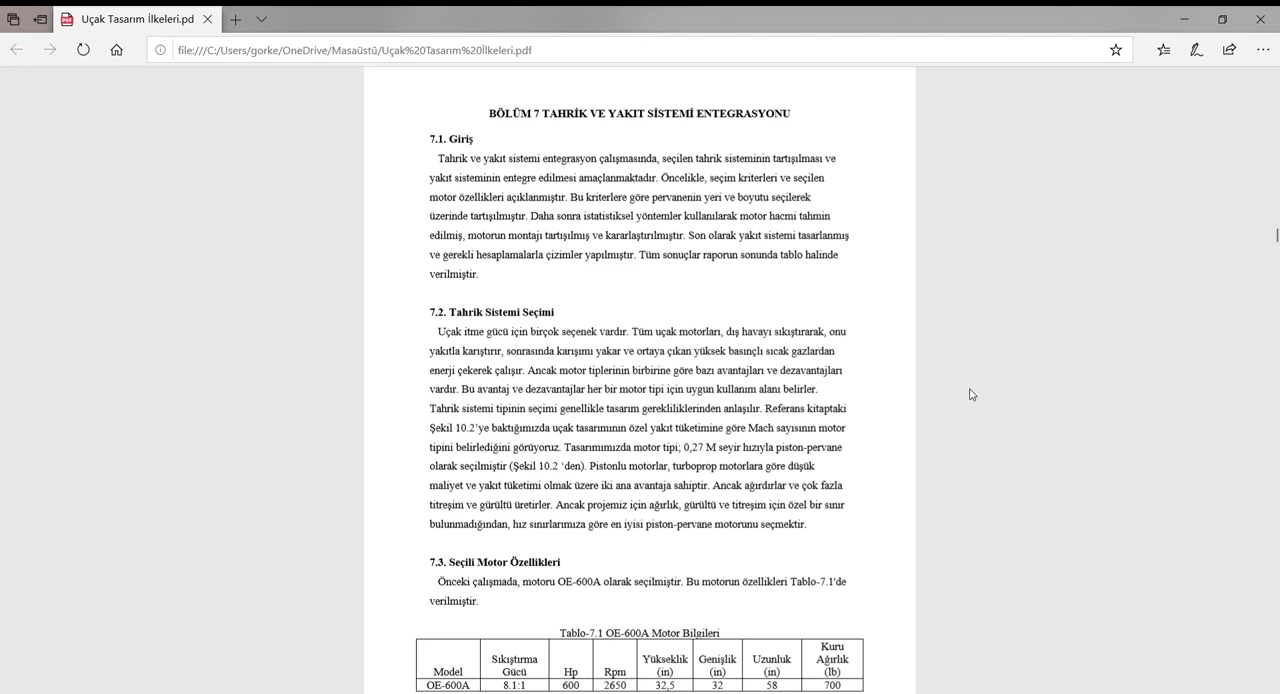 Uçak Tasarım İlkeleri.pd
file:///C:/Users/gorke/OneDrive/Masaüstü/Uçak%20Tasarım%20İlkeleri.pdf
BÖLÜM 7 TAHRİK VE YAKIT SİSTEMİ ENTEGRASYONU
7.1. Giriş
Tahrik ve yakıt sistemi entegrasyon çalışmasında, seçilen tahrik sisteminin tartışılması ve
yakıt sisteminin entegre edilmesi amaçlanmaktadır. Öncelikle, seçim kriterleri ve seçilen
motor özellikleri açıklanmıştır. Bu kriterlere göre pervanenin yeri ve boyutu seçilerek
üzerinde tartışılmıştır. Daha sonra istatistiksel yöntemler kullanılarak motor hacmi tahmin
edilmiş, motorun montajı tartışılmış ve kararlaştırılmıştır. Son olarak yakıt sistemi tasarlanmış
ve gerekli hesaplamalarla çizimler yapılmıştır. Tüm sonuçlar raporun sonunda tablo halinde
verilmiştir.
7.2. Tahrik Sistemi Seçimi
Uçak itme gücü için birçok seçenek vardır. Tüm uçak motorları, dış havayı sıkıştırarak, onu
yakıtla karıştırır, sonrasında karışımı yakar ve ortaya çıkan yüksek basınçlı sıcak gazlardan
enerji çekerek çalışır. Ancak motor tiplerinin birbirine göre bazı avantajları ve dezavantajları
vardır. Bu avantaj ve dezavantajlar her bir motor tipi için uygun kullanım alanı belirler.
Tahrik sistemi tipinin seçimi genellikle tasarım gerekliliklerinden anlaşılır. Referans kitaptaki
Şekil 10.2'ye baktığımızda uçak tasarımının özel yakıt tüketimine göre Mach sayısının motor
tipini belirlediğini görüyoruz. Tasarımımızda motor tipi; 0,27 M seyir hızıyla piston-pervane
olarak seçilmiştir (Şekil 10.2 'den). Pistonlu motorlar, turboprop motorlara göre düşük
maliyet ve yakıt tüketimi olmak üzere iki ana avantaja sahiptir. Ancak ağırdırlar ve çok fazla
titreşim ve gürültü üretirler. Ancak projemiz için ağırlık, gürültü ve titreşim için özel bir sınır
bulunmadığından, hız sınırlarımıza göre en iyisi piston-pervane motorunu seçmektir.
7.3. Seçili Motor Özellikleri
Önceki çalışmada, motoru OE-600A olarak seçilmiştir. Bu motorun özellikleri Tablo-7.1'de
verilmiştir.
Tablo-7.1 OE-600A Motor Bilgileri
Model Sıkıştırma Gücü Hp Rpm Yükseklik (in) Genişlik (in) Uzunluk (in) Kuru Ağırlık (lb)
OE-600A 8.1:1 600 2650 32,5 32 58 700